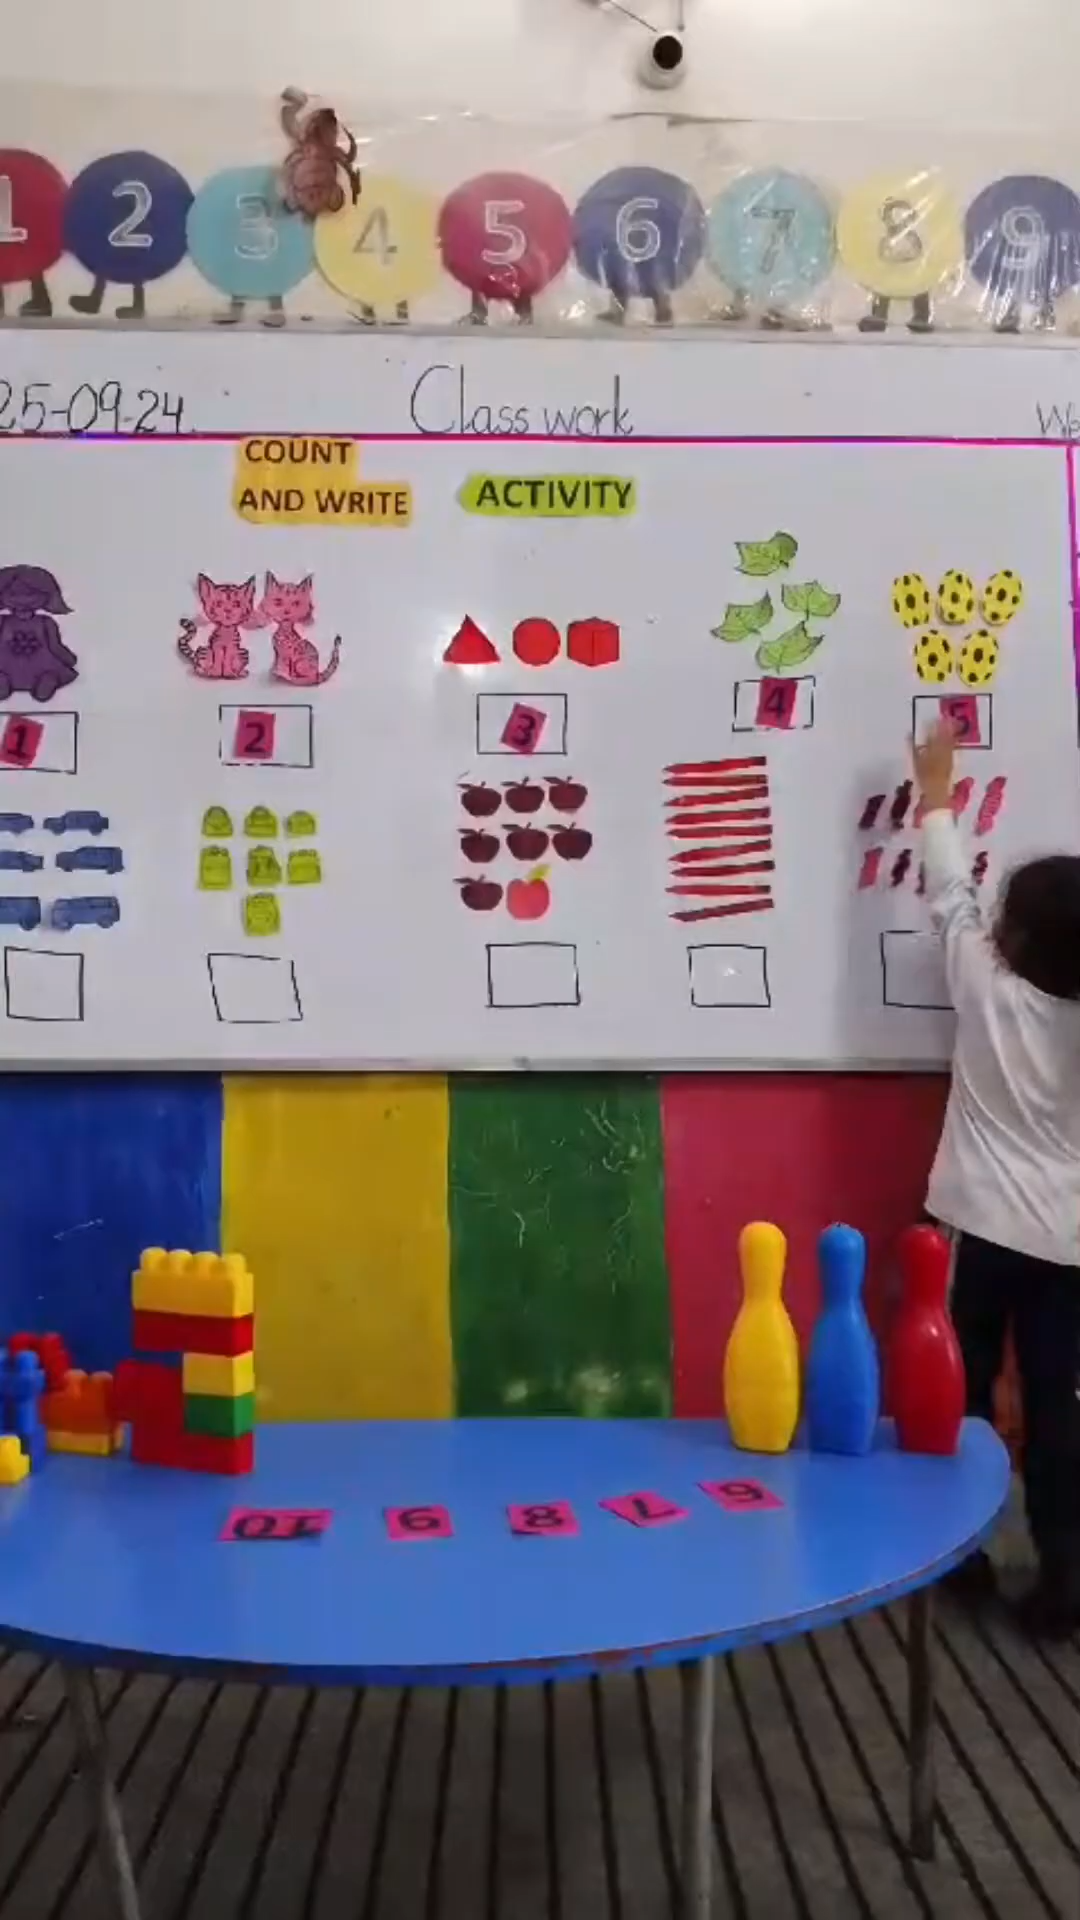 1 2 3 4 5 6 7 8 9
25-09-24 Class work
COUNT
AND WRITE
ACTIVITY
1 2 3 4 5
10 9 8 7 6